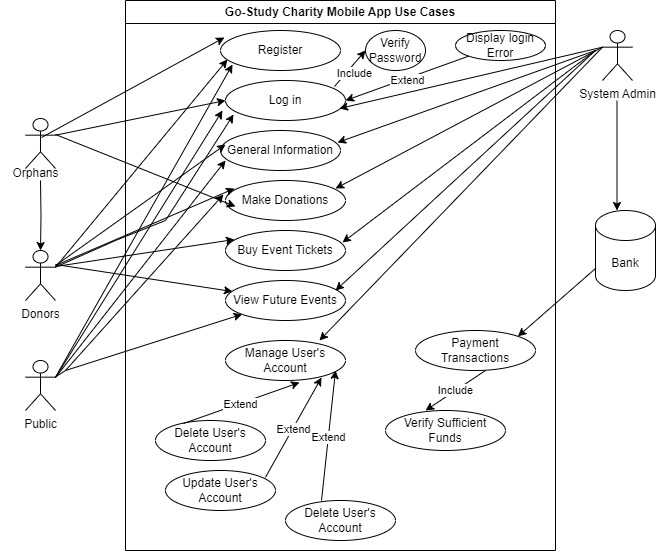 Go-Study Charity Mobile App Use Cases
Register
Verify
Password
Display login
Error
Include
Extend
Log in
System Admin
General Information
Orphans
Make Donations
Buy Event Tickets
Bank
View Future Events
Donors
Manage User's
Account
Payment
Transactions
Include
Extend
Public
Delete User's
Account
Extend
Extend
Verify Sufficient
Funds
Update User's
Account
Delete User's
Account